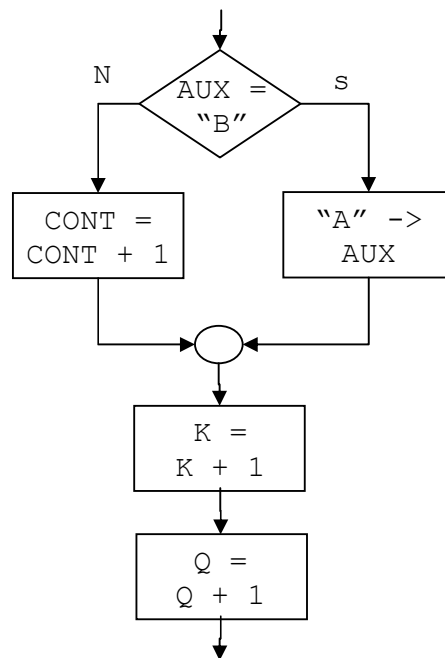 N
AUX =
“B”
s
CONT =
CONT + 1
“A” ->
AUX
K =
K + 1
Q =
Q + 1